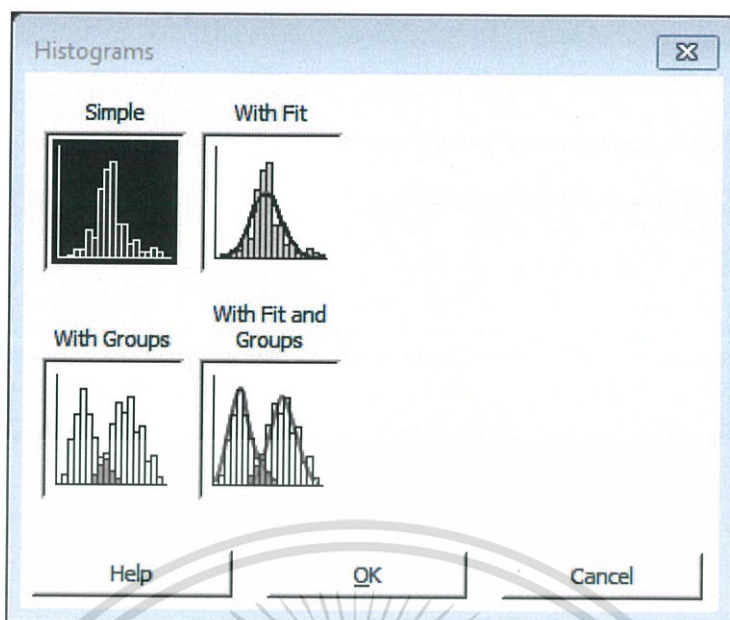 Histograms
Simple
With Fit
With Groups
With Fit and
Groups
Help
OK
Cancel